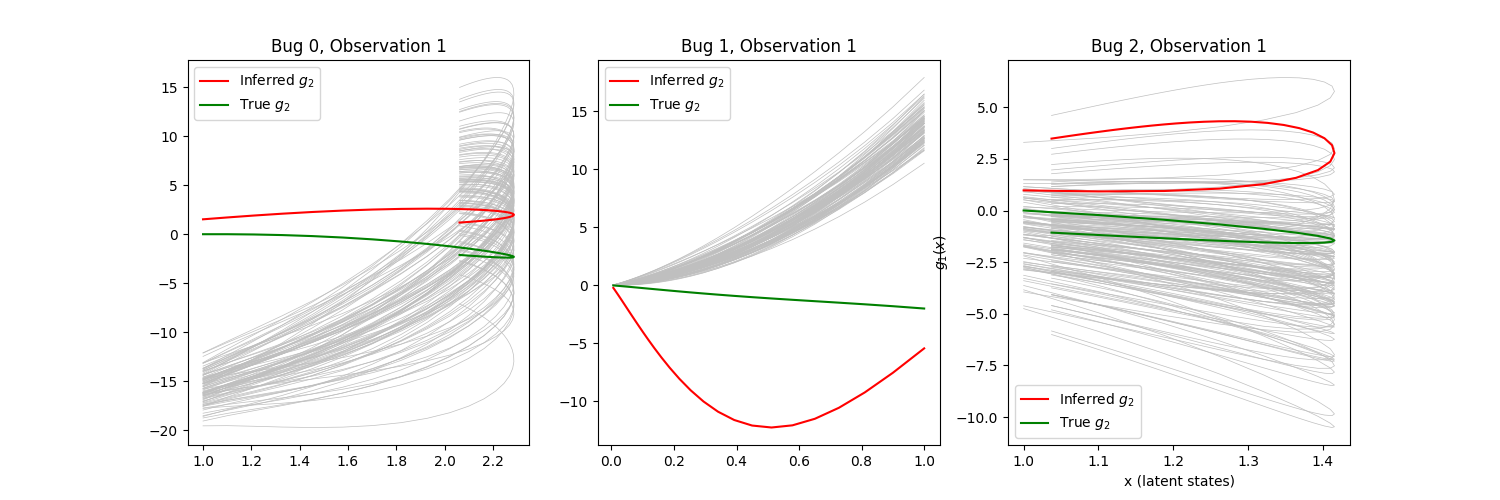 Bug 0, Observation 1
Inferred g₂
True g₂
15
10
5
0
−5
−10
−15
−20
1.0 1.2 1.4 1.6 1.8 2.0 2.2
Bug 1, Observation 1
Inferred g₂
True g₂
15
10
5
0
−5
−10
0.0 0.2 0.4 0.6 0.8 1.0
Bug 2, Observation 1
g₁(x)
5.0
2.5
0.0
−2.5
−5.0
−7.5
−10.0
Inferred g₂
True g₂
1.0 1.1 1.2 1.3 1.4
x (latent states)